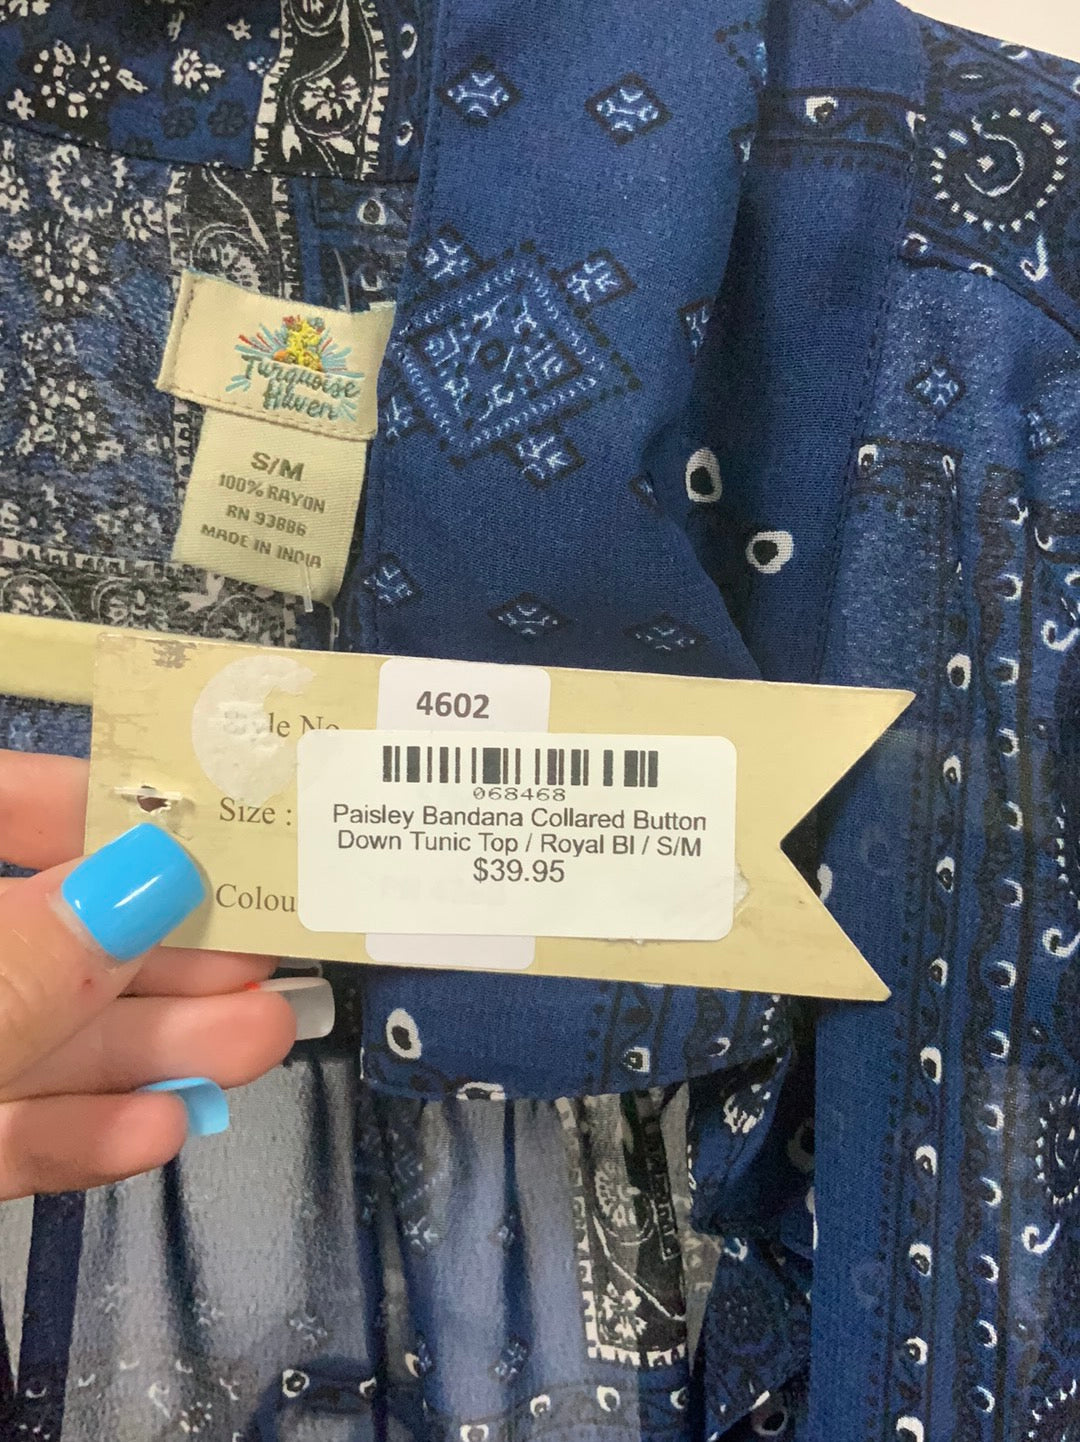 Turquoise
Haven
S/M
100% RAYON
RN 93886
MADE IN INDIA
4602
Style No
Size :
068468
Paisley Bandana Collared Button
Down Tunic Top / Royal Bl / S/M
$39.95
Colou